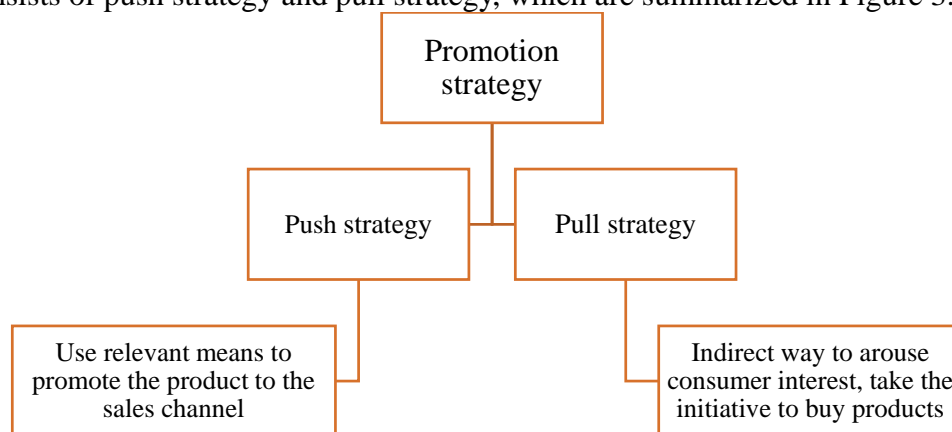 nsists of push strategy and pull strategy, which are summarized in Figure 3.
Promotion
strategy
Push strategy
Pull strategy
Use relevant means to
promote the product to the
sales channel
Indirect way to arouse
consumer interest, take the
initiative to buy products